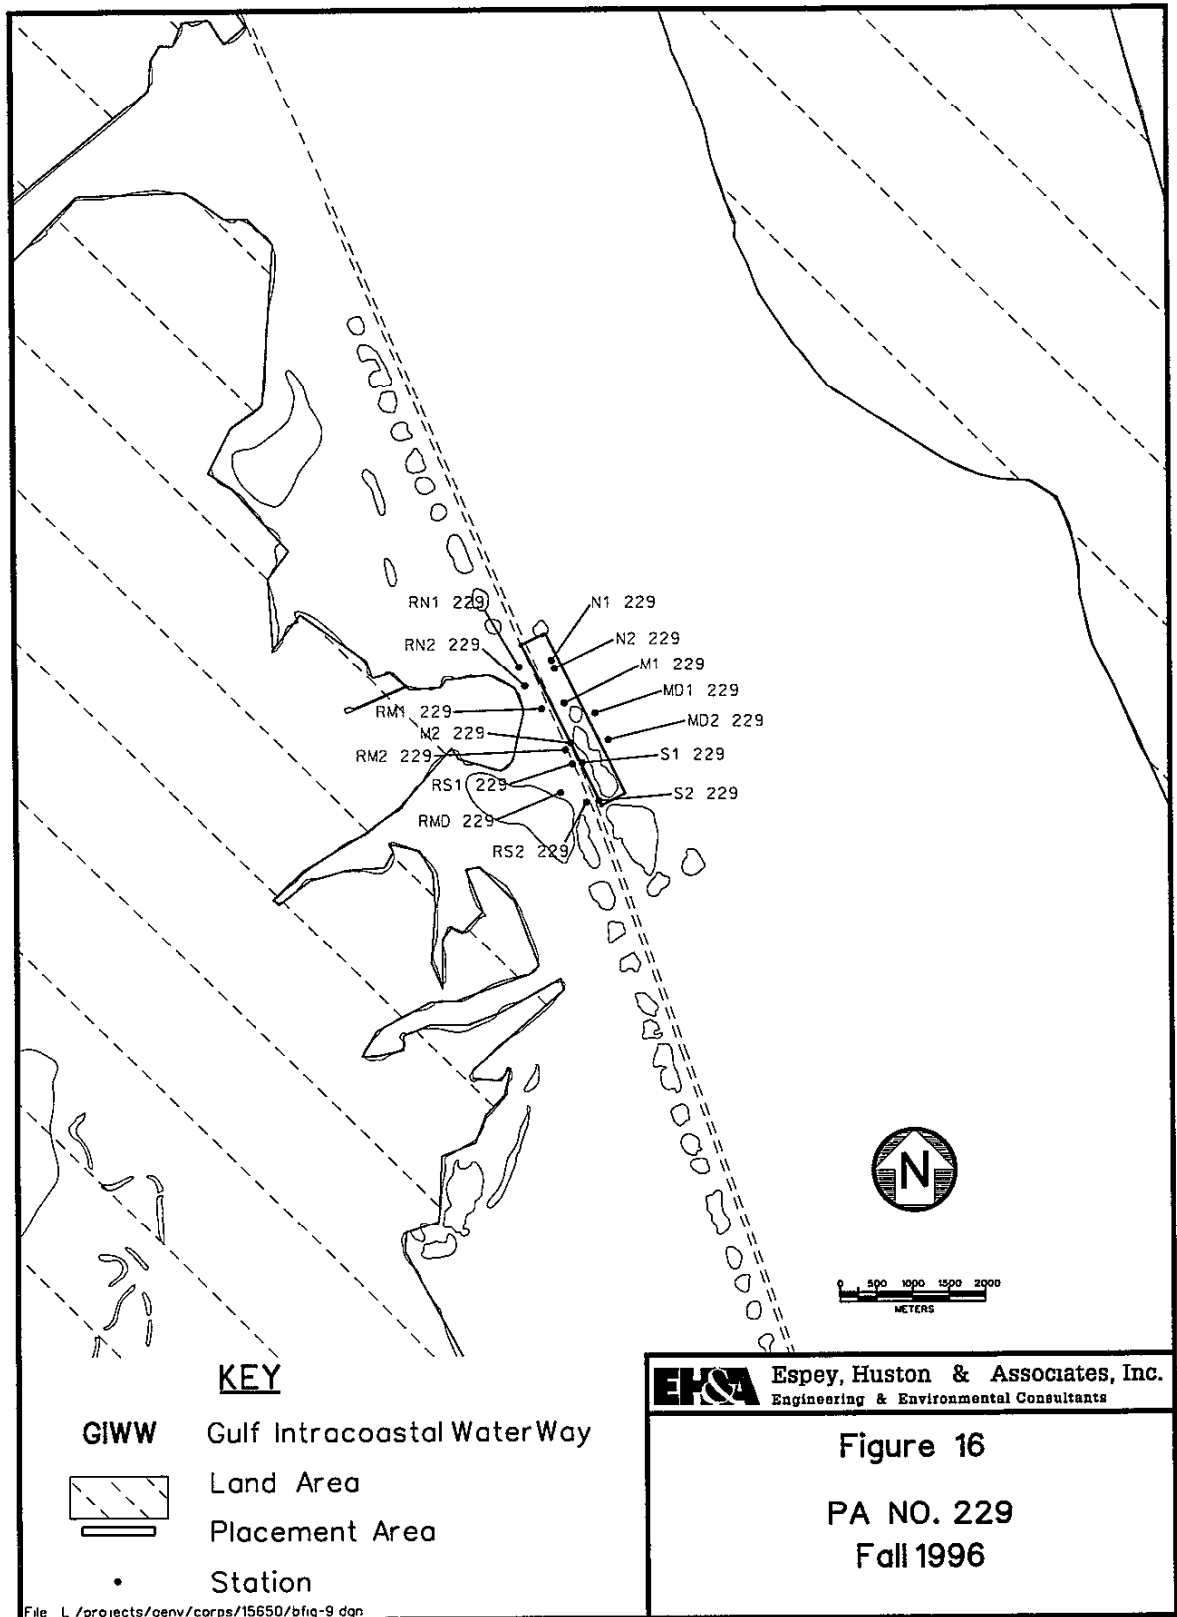 RN1 229
N1 229
RN2 229
N2 229
M1 229
MD1 229
RM1 229
MD2 229
M2 229
RM2 229
S1 229
RS1 229
S2 229
RMD 229
RS2 229
N
0 500 1000 1500 2000
METERS
KEY
GIWW Gulf Intracoastal WaterWay
Land Area
Placement Area
Station
File L /projects/oenv/corps/15650/bfig-9 dgn
EH&A Espey, Huston & Associates, Inc.
Engineering & Environmental Consultants
Figure 16
PA NO. 229
Fall 1996